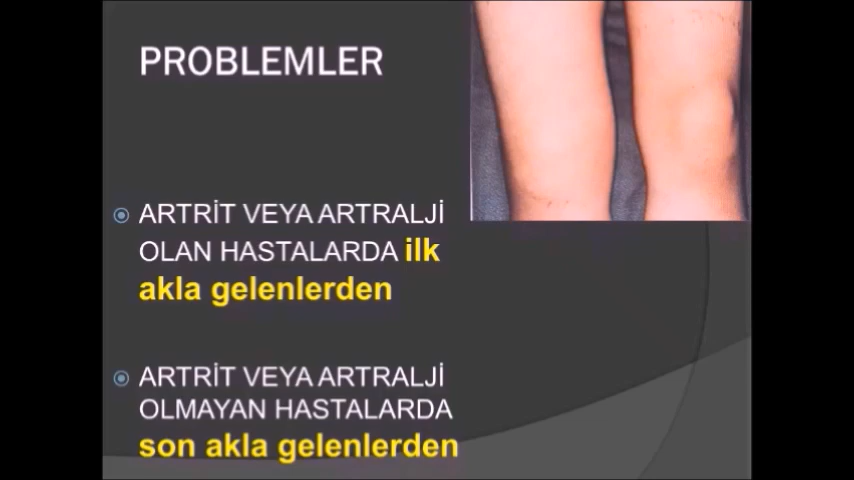 PROBLEMLER
ARTRİT VEYA ARTRALJİ
OLAN HASTALARDA ilk
akla gelenlerden
ARTRİT VEYA ARTRALJİ
OLMAYAN HASTALARDA
son akla gelenlerden